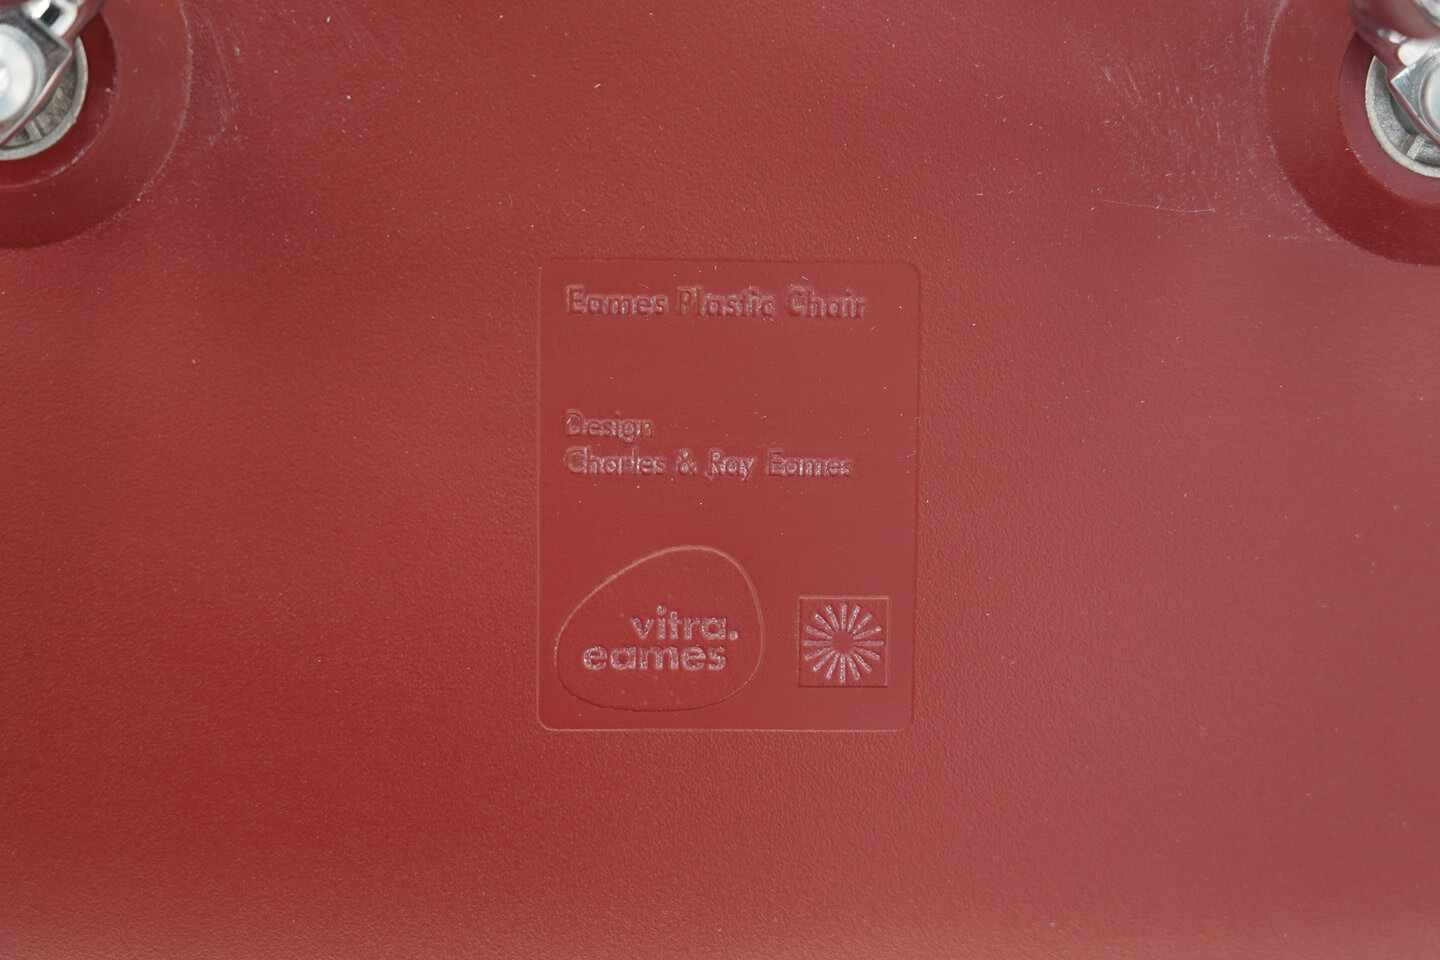 Eames Plastic Chair
Design
Charles & Ray Eames
vitra.
eames